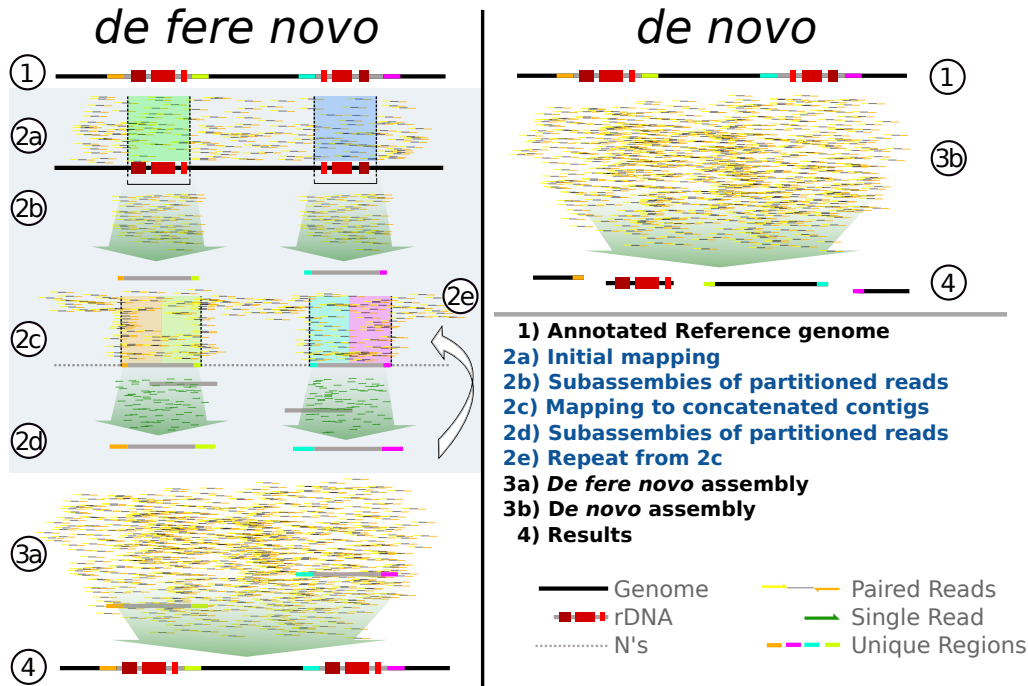 de fere novo
1
2a
2b
2e
2c
2d
3a
4
de novo
1
3b
4
1) Annotated Reference genome
2a) Initial mapping
2b) Subassembies of partitioned reads
2c) Mapping to concatenated contigs
2d) Subassembies of partitioned reads
2e) Repeat from 2c
3a) De fere novo assembly
3b) De novo assembly
4) Results
Genome
rDNA
N's
Paired Reads
Single Read
Unique Regions